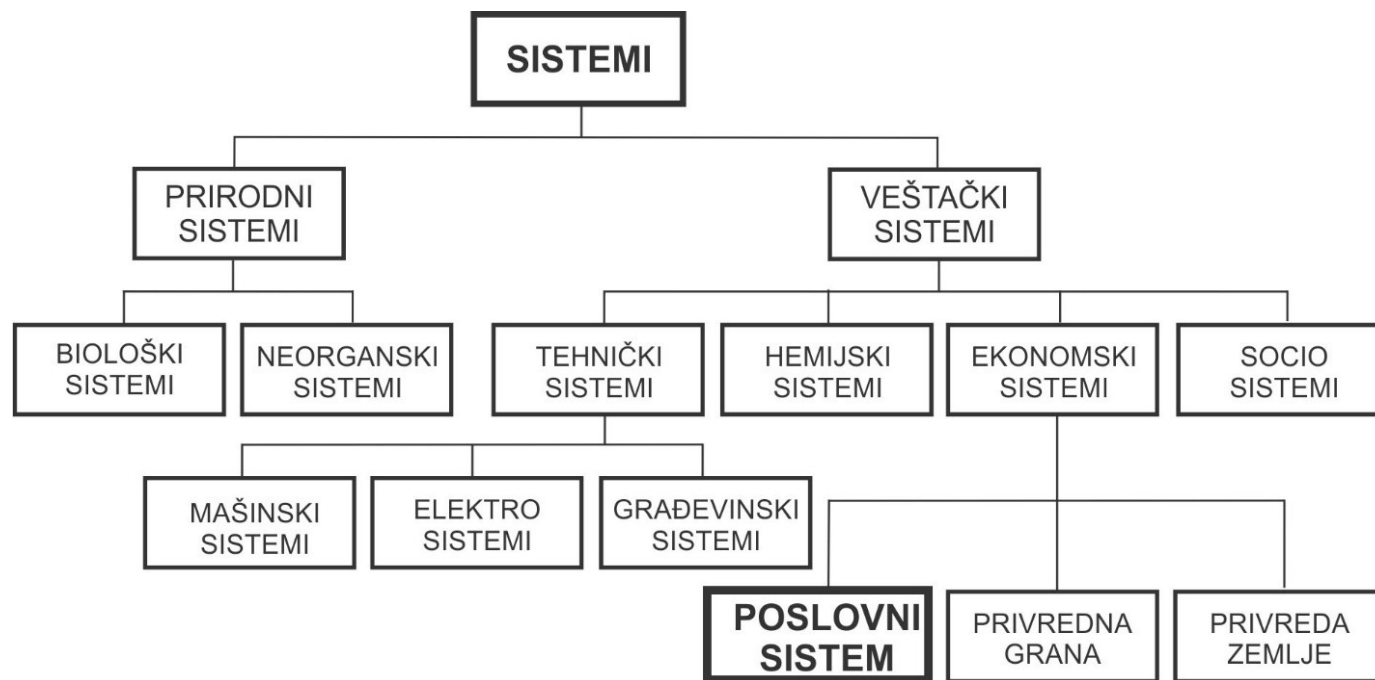 SISTEMI
PRIRODNI
SISTEMI
VEŠTAČKI
SISTEMI
BIOLOŠKI
SISTEMI
NEORGANSKI
SISTEMI
TEHNIČKI
SISTEMI
HEMIJSKI
SISTEMI
EKONOMSKI
SISTEMI
SOCIO
SISTEMI
MAŠINSKI
SISTEMI
ELEKTRO
SISTEMI
GRAĐEVINSKI
SISTEMI
POSLOVNI
SISTEM
PRIVREDNA
GRANA
PRIVREDA
ZEMLJE